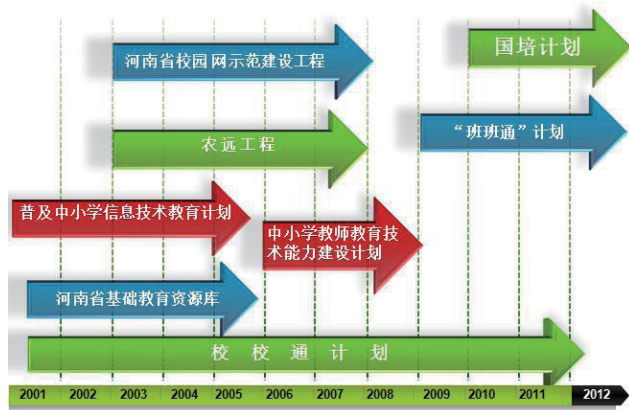 河南省校园网示范建设工程
国培计划
农远工程
“班班通”计划
普及中小学信息技术教育计划
中小学教师教育技
术能力建设计划
河南省基础教育资源库
校校通计划
2001 2002 2003 2004 2005 2006 2007 2008 2009 2010 2011 2012